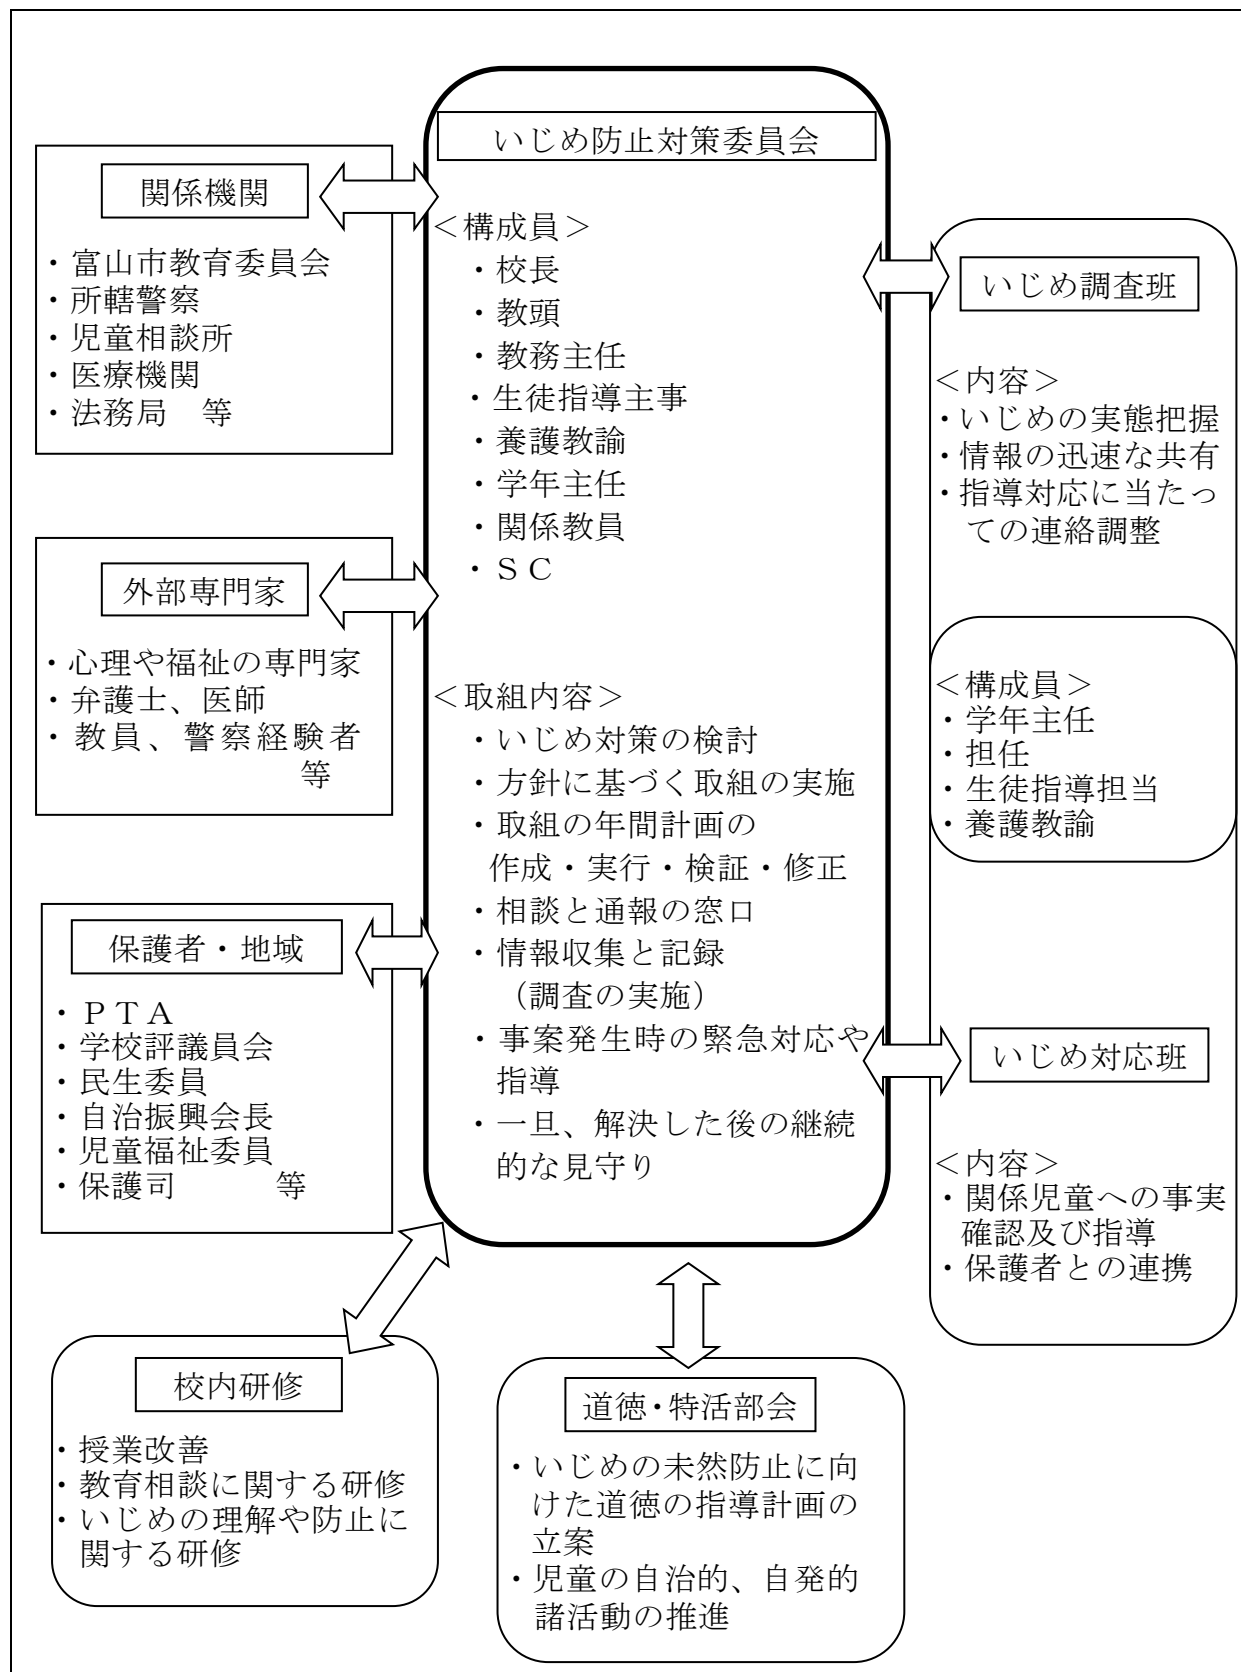 いじめ防止対策委員会
＜構成員＞
・校長
・教頭
・教務主任
・生徒指導主事
・養護教諭
・学年主任
・関係教員
・ＳＣ
＜取組内容＞
・いじめ対策の検討
・方針に基づく取組の実施
・取組の年間計画の
作成・実行・検証・修正
・相談と通報の窓口
・情報収集と記録
（調査の実施）
・事案発生時の緊急対応や
指導
・一旦、解決した後の継続
的な見守り
関係機関
・富山市教育委員会
・所轄警察
・児童相談所
・医療機関
・法務局　等
外部専門家
・心理や福祉の専門家
・弁護士、医師
・教員、警察経験者
等
保護者・地域
・ＰＴＡ
・学校評議員会
・民生委員
・自治振興会長
・児童福祉委員
・保護司　　　等
いじめ調査班
＜内容＞
・いじめの実態把握
・情報の迅速な共有
・指導対応に当たっ
ての連絡調整
＜構成員＞
・学年主任
・担任
・生徒指導担当
・養護教諭
いじめ対応班
＜内容＞
・関係児童への事実
確認及び指導
・保護者との連携
校内研修
・授業改善
・教育相談に関する研修
・いじめの理解や防止に
関する研修
道徳・特活部会
・いじめの未然防止に向
けた道徳の指導計画の
立案
・児童の自治的、自発的
諸活動の推進